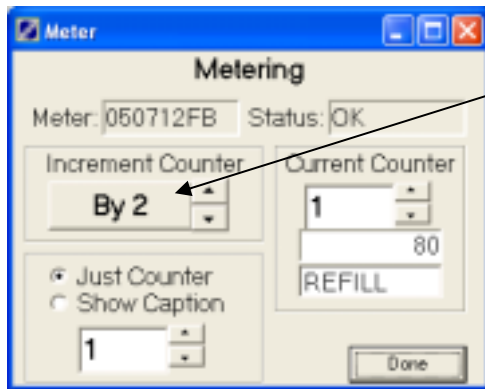 Meter
Metering
Meter: 050712FB Status: OK
Increment Counter
By 2
Current Counter
1
80
REFILL
Just Counter
Show Caption
1
Done